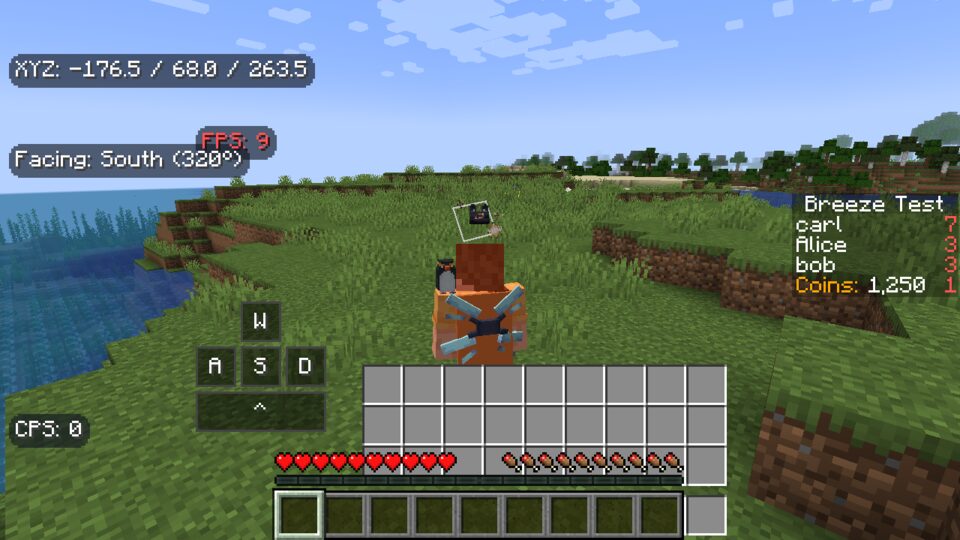 XYZ: -176.5 / 68.0 / 263.5
FPS: 9
Facing: South (320°)
Breeze Test
carl 7
Alice 3
bob 3
Coins: 1,250 1
W
A S D
^
CPS: 0